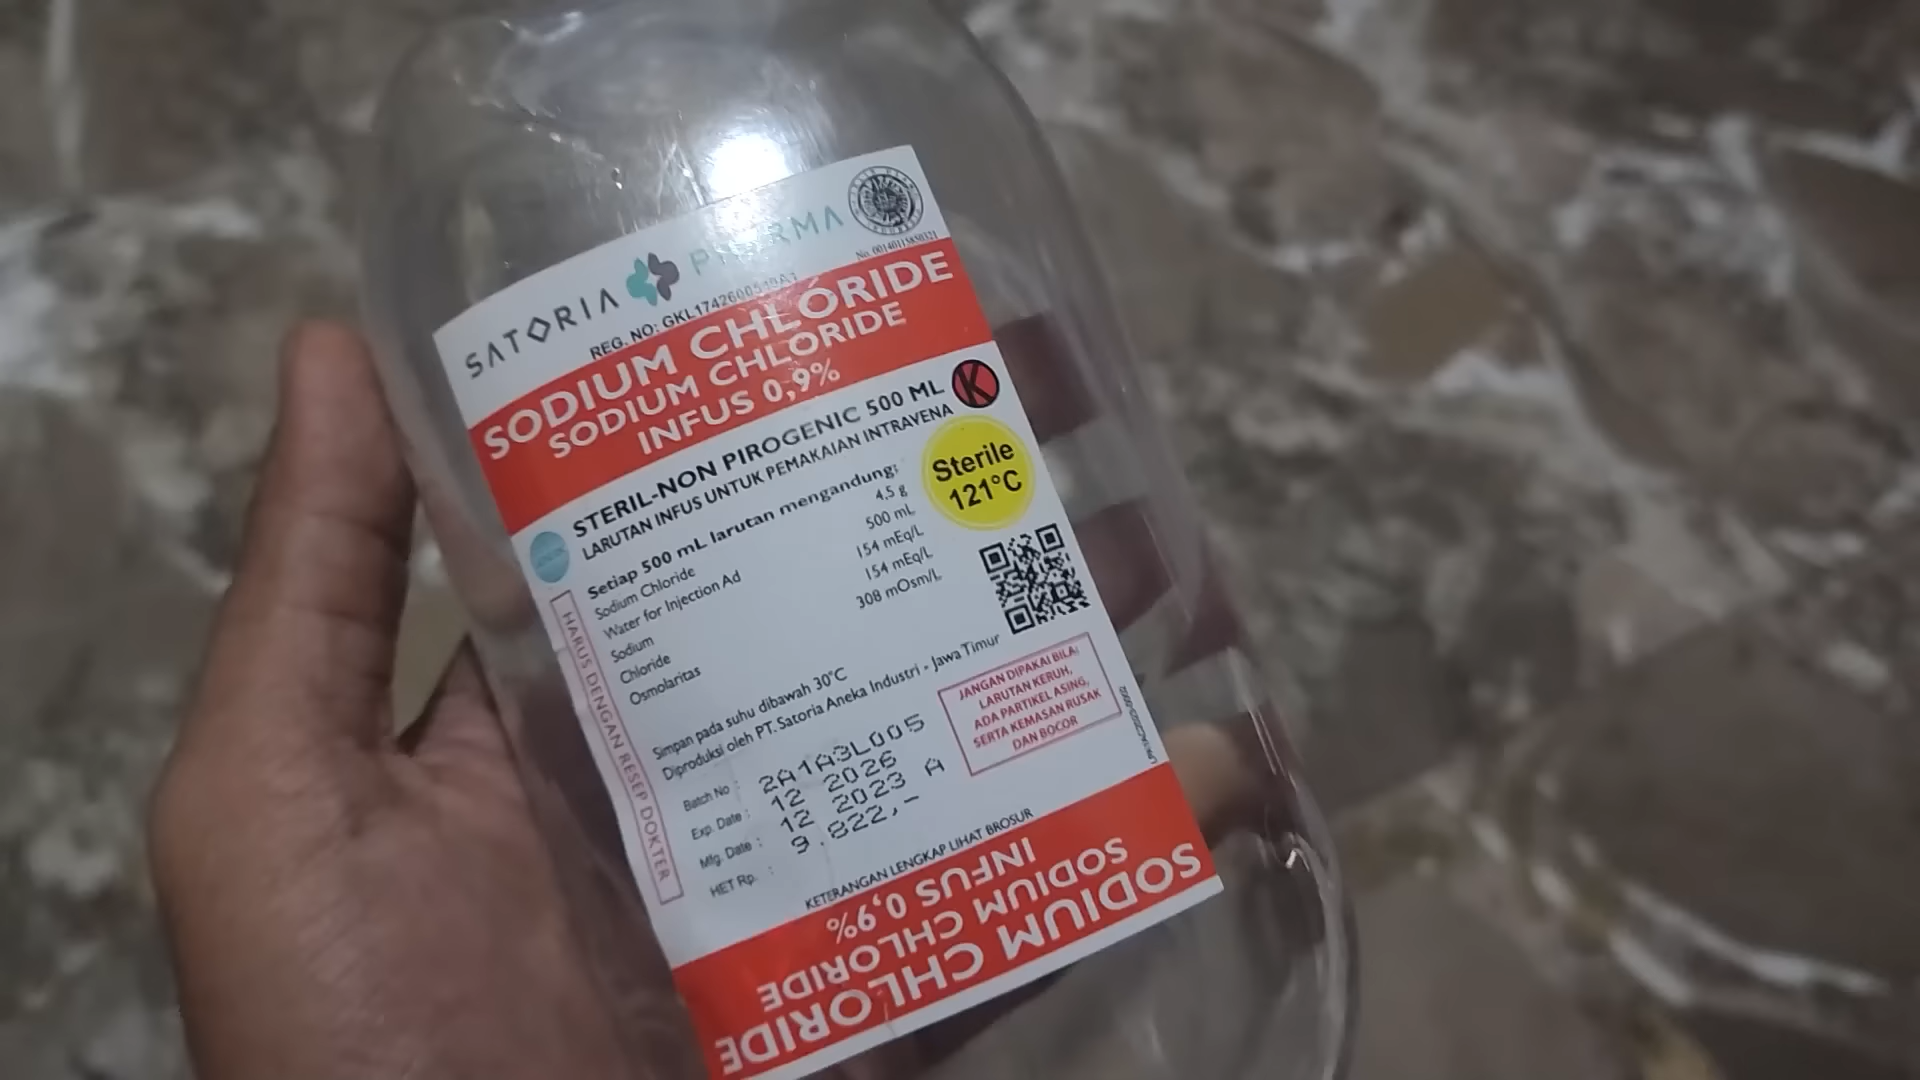 SATORIA PHARMA
No. 00140115850321
REG. NO: GKL1742600549A1
SODIUM CHLORIDE
SODIUM CHLORIDE
INFUS 0,9%
STERIL-NON PIROGENIC 500 ML
K
LARUTAN INFUS UNTUK PEMAKAIAN INTRAVENA
Sterile
121°C
Setiap 500 mL larutan mengandung:
Sodium Chloride 4,5 g
Water for Injection Ad 500 mL
Sodium 154 mEq/L
Chloride 154 mEq/L
Osmolaritas 308 mOsm/L
HARUS DENGAN RESEP DOKTER
Simpan pada suhu dibawah 30°C
Diproduksi oleh PT. Satoria Aneka Industri - Jawa Timur
JANGAN DIPAKAI BILA:
LARUTAN KERUH,
ADA PARTIKEL ASING,
SERTA KEMASAN RUSAK
DAN BOCOR
Batch No : 2A1A3L005
Exp. Date : 12 2026
Mfg. Date : 12 2023 A
HET Rp. : 9.822,-
KETERANGAN LENGKAP LIHAT BROSUR
SODIUM CHLORIDE
SODIUM CHLORIDE
INFUS 0,9%